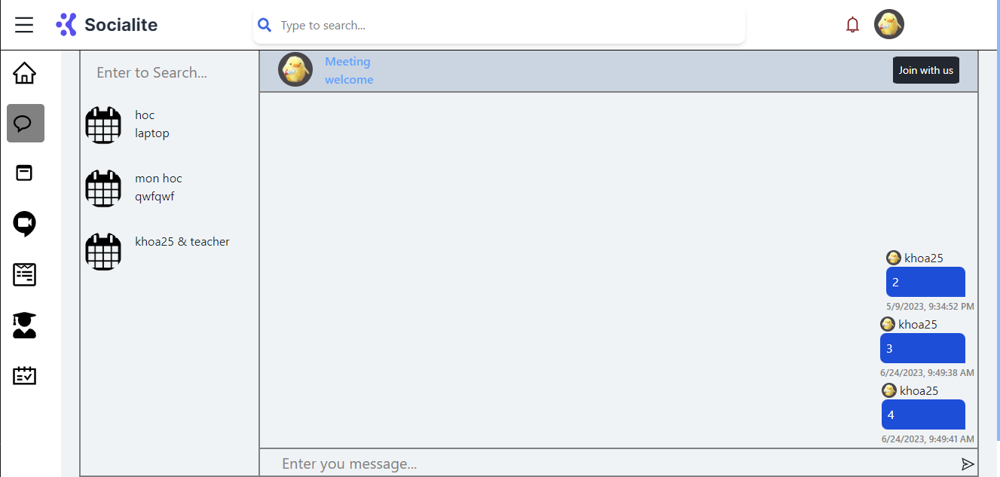 Socialite
Type to search...
Enter to Search...
hoc
laptop
mon hoc
qwfqwf
khoa25 & teacher
Meeting
welcome
Join with us
khoa25
2
5/9/2023, 9:34:52 PM
khoa25
3
6/24/2023, 9:49:38 AM
khoa25
4
6/24/2023, 9:49:41 AM
Enter you message...